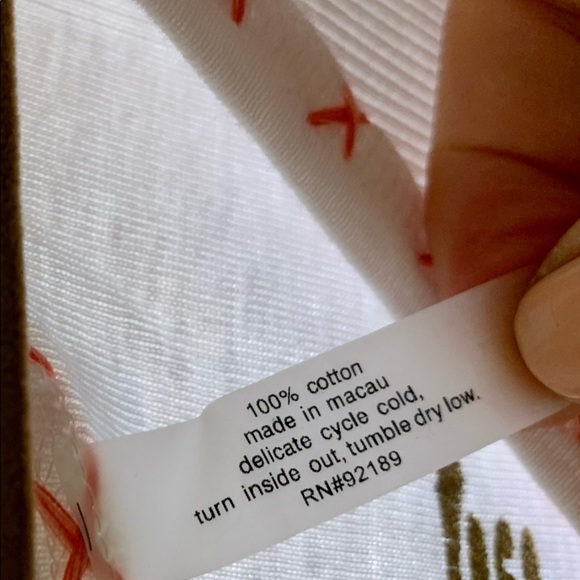 100% cotton
made in macau
delicate cycle cold,
turn inside out, tumble dry low.
RN#92189